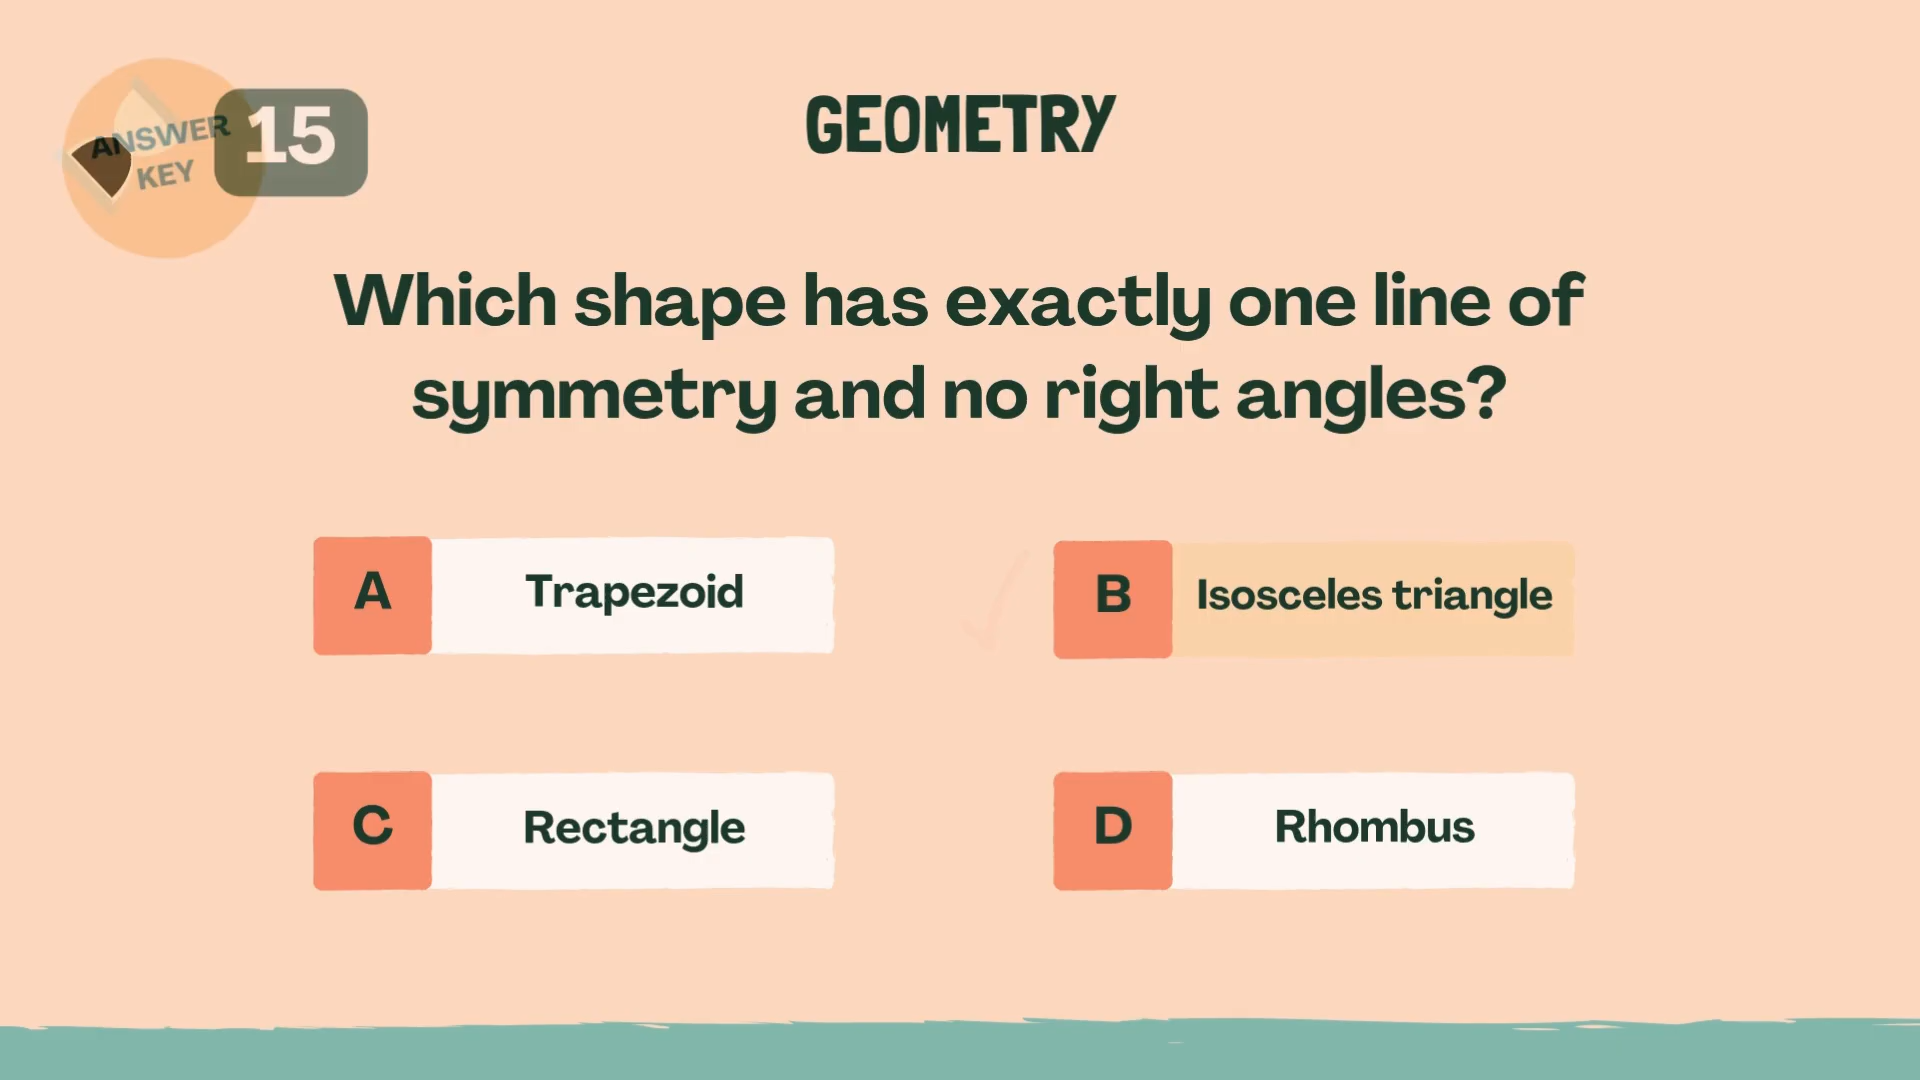 ANSWER
KEY
15
GEOMETRY
Which shape has exactly one line of
symmetry and no right angles?
A Trapezoid
B Isosceles triangle
C Rectangle
D Rhombus